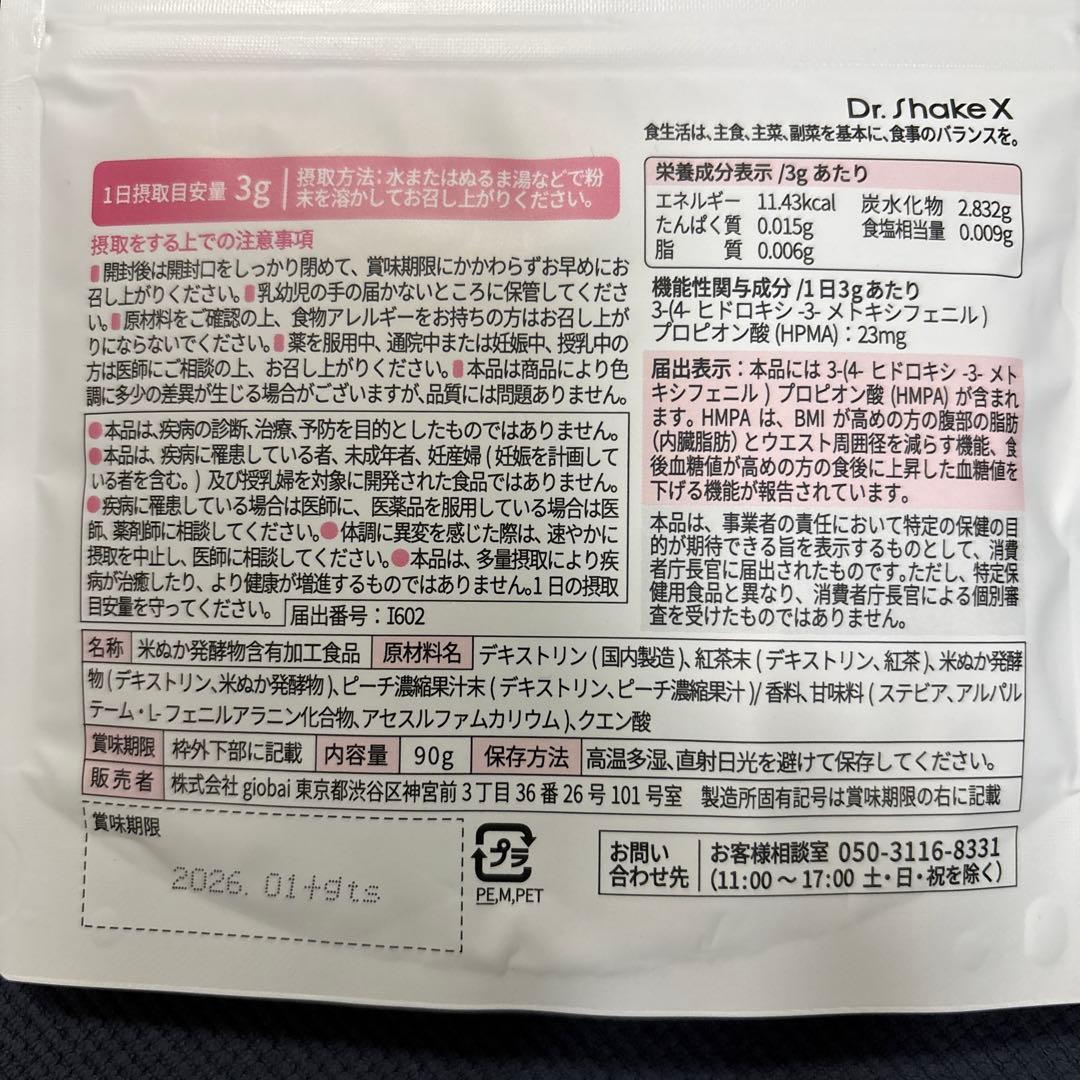 Dr. Shake X
食生活は、主食、主菜、副菜を基本に、食事のバランスを。
1日摂取目安量 3g
摂取方法：水またはぬるま湯などで粉
末を溶かしてお召し上がりください。
摂取をする上での注意事項
開封後は開封口をしっかり閉めて、賞味期限にかかわらずお早めにお
召し上がりください。 乳幼児の手の届かないところに保管してくださ
い。 原材料をご確認の上、食物アレルギーをお持ちの方はお召し上が
りにならないでください。 薬を服用中、通院中または妊娠中、授乳中の
方は医師にご相談の上、お召し上がりください。 本品は商品により色
調に多少の差異が生じる場合がございますが、品質には問題ありません。
●本品は、疾病の診断、治療、予防を目的としたものではありません。
●本品は、疾病に罹患している者、未成年者、妊産婦 ( 妊娠を計画して
いる者を含む。) 及び授乳婦を対象に開発された食品ではありません。
●疾病に罹患している場合は医師に、医薬品を服用している場合は医
師、薬剤師に相談してください。●体調に異変を感じた際は、速やかに
摂取を中止し、医師に相談してください。●本品は、多量摂取により疾
病が治癒したり、より健康が増進するものではありません。1 日の摂取
目安量を守ってください。
届出番号：I602
栄養成分表示 /3g あたり
エネルギー 11.43kcal 炭水化物 2.832g
たんぱく質 0.015g 食塩相当量 0.009g
脂 質 0.006g
機能性関与成分 /1 日3gあたり
3-(4- ヒドロキシ -3- メトキシフェニル )
プロピオン酸 (HPMA)：23mg
届出表示：本品には 3-(4- ヒドロキシ -3- メト
キシフェニル ) プロピオン酸 (HMPA) が含まれ
ます。HMPA は、BMI が高めの方の腹部の脂肪
(内臓脂肪) とウエスト周囲径を減らす機能、食
後血糖値が高めの方の食後に上昇した血糖値を
下げる機能が報告されています。
本品は、事業者の責任において特定の保健の目
的が期待できる旨を表示するものとして、消費
者庁長官に届出されたものです。ただし、特定保
健用食品と異なり、消費者庁長官による個別審
査を受けたものではありません。
名称 米ぬか発酵物含有加工食品 原材料名 デキストリン ( 国内製造 )、紅茶末 ( デキストリン、紅茶 )、米ぬか発酵
物 ( デキストリン、米ぬか発酵物 )、ピーチ濃縮果汁末 ( デキストリン、ピーチ濃縮果汁 )/ 香料、甘味料 ( ステビア、アルパル
テーム・L-フェニルアラニン化合物、アセスルファムカリウム )、クエン酸
賞味期限 枠外下部に記載 内容量 90g 保存方法 高温多湿、直射日光を避けて保存してください。
販売者 株式会社 giobai 東京都渋谷区神宮前 3 丁目 36 番 26 号 101 号室 製造所固有記号は賞味期限の右に記載
賞味期限
2026. 01+gts
プラ
PE,M,PET
お問い
合わせ先
お客様相談室 050-3116-8331
(11:00 ～ 17:00 土・日・祝を除く)